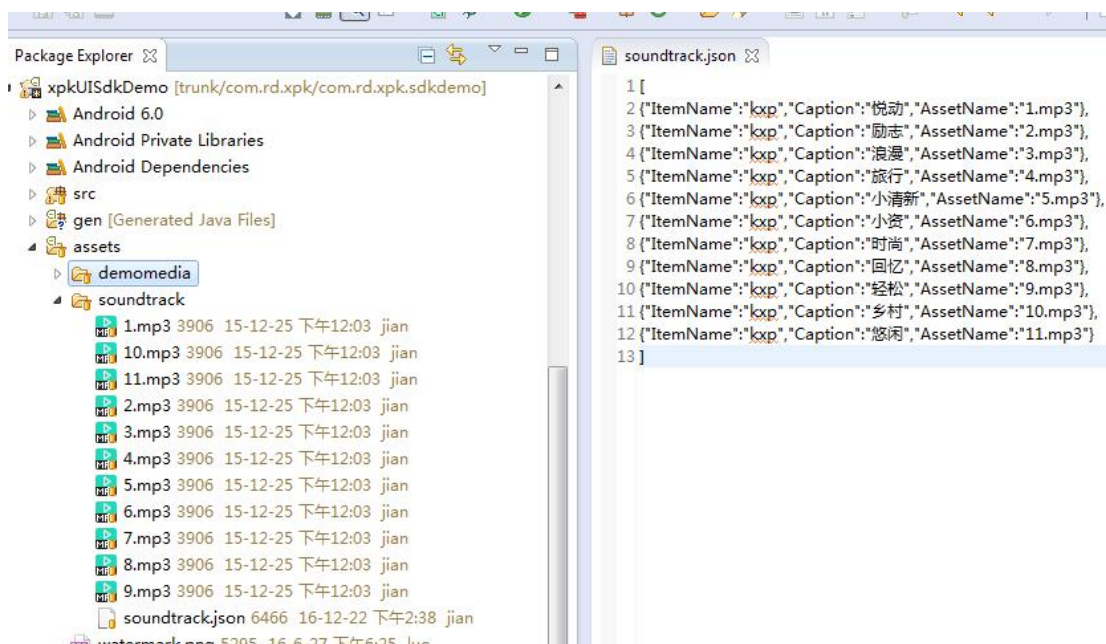 Package Explorer
xpkUISdkDemo [trunk/com.rd.xpk/com.rd.xpk.sdkdemo]
Android 6.0
Android Private Libraries
Android Dependencies
src
gen [Generated Java Files]
assets
demomedia
soundtrack
1.mp3 3906 15-12-25 下午12:03 jian
10.mp3 3906 15-12-25 下午12:03 jian
11.mp3 3906 15-12-25 下午12:03 jian
2.mp3 3906 15-12-25 下午12:03 jian
3.mp3 3906 15-12-25 下午12:03 jian
4.mp3 3906 15-12-25 下午12:03 jian
5.mp3 3906 15-12-25 下午12:03 jian
6.mp3 3906 15-12-25 下午12:03 jian
7.mp3 3906 15-12-25 下午12:03 jian
8.mp3 3906 15-12-25 下午12:03 jian
9.mp3 3906 15-12-25 下午12:03 jian
soundtrack.json 6466 16-12-22 下午2:38 jian
watermark.png 5295 16-6-27 下午6:25 luo
soundtrack.json
1 [
2 {"ItemName":"kxp","Caption":"悦动","AssetName":"1.mp3"},
3 {"ItemName":"kxp","Caption":"励志","AssetName":"2.mp3"},
4 {"ItemName":"kxp","Caption":"浪漫","AssetName":"3.mp3"},
5 {"ItemName":"kxp","Caption":"旅行","AssetName":"4.mp3"},
6 {"ItemName":"kxp","Caption":"小清新","AssetName":"5.mp3"},
7 {"ItemName":"kxp","Caption":"小资","AssetName":"6.mp3"},
8 {"ItemName":"kxp","Caption":"时尚","AssetName":"7.mp3"},
9 {"ItemName":"kxp","Caption":"回忆","AssetName":"8.mp3"},
10 {"ItemName":"kxp","Caption":"轻松","AssetName":"9.mp3"},
11 {"ItemName":"kxp","Caption":"乡村","AssetName":"10.mp3"},
12 {"ItemName":"kxp","Caption":"悠闲","AssetName":"11.mp3"}
13 ]